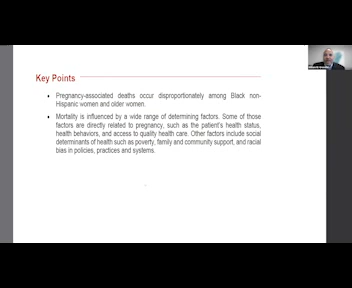 Key Points
• Pregnancy-associated deaths occur disproportionately among Black non-
Hispanic women and older women.
• Mortality is influenced by a wide range of determining factors. Some of those
factors are directly related to pregnancy, such as the patient's health status,
health behaviors, and access to quality health care. Other factors include social
determinants of health such as poverty, family and community support, and racial
bias in policies, practices and systems.